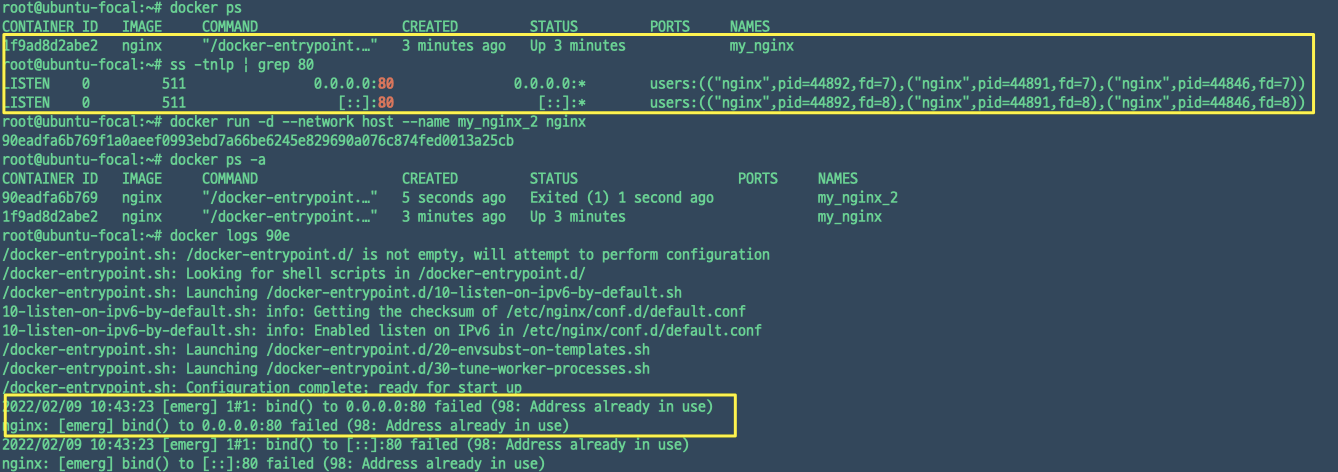 root@ubuntu-focal:~# docker ps
CONTAINER ID   IMAGE     COMMAND                  CREATED         STATUS         PORTS     NAMES
1f9ad8d2abe2   nginx     "/docker-entrypoint.…"   3 minutes ago   Up 3 minutes             my_nginx
root@ubuntu-focal:~# ss -tnlp | grep 80
LISTEN    0         511                0.0.0.0:80               0.0.0.0:*        users:(("nginx",pid=44892,fd=7),("nginx",pid=44891,fd=7),("nginx",pid=44846,fd=7))
LISTEN    0         511                   [::]:80                  [::]:*        users:(("nginx",pid=44892,fd=8),("nginx",pid=44891,fd=8),("nginx",pid=44846,fd=8))
root@ubuntu-focal:~# docker run -d --network host --name my_nginx_2 nginx
90eadfa6b769f1a0aeef0993ebd7a66be6245e829690a076c874fed0013a25cb
root@ubuntu-focal:~# docker ps -a
CONTAINER ID   IMAGE     COMMAND                  CREATED         STATUS                    PORTS     NAMES
90eadfa6b769   nginx     "/docker-entrypoint.…"   5 seconds ago   Exited (1) 1 second ago             my_nginx_2
1f9ad8d2abe2   nginx     "/docker-entrypoint.…"   3 minutes ago   Up 3 minutes                        my_nginx
root@ubuntu-focal:~# docker logs 90e
/docker-entrypoint.sh: /docker-entrypoint.d/ is not empty, will attempt to perform configuration
/docker-entrypoint.sh: Looking for shell scripts in /docker-entrypoint.d/
/docker-entrypoint.sh: Launching /docker-entrypoint.d/10-listen-on-ipv6-by-default.sh
10-listen-on-ipv6-by-default.sh: info: Getting the checksum of /etc/nginx/conf.d/default.conf
10-listen-on-ipv6-by-default.sh: info: Enabled listen on IPv6 in /etc/nginx/conf.d/default.conf
/docker-entrypoint.sh: Launching /docker-entrypoint.d/20-envsubst-on-templates.sh
/docker-entrypoint.sh: Launching /docker-entrypoint.d/30-tune-worker-processes.sh
/docker-entrypoint.sh: Configuration complete; ready for start up
2022/02/09 10:43:23 [emerg] 1#1: bind() to 0.0.0.0:80 failed (98: Address already in use)
nginx: [emerg] bind() to 0.0.0.0:80 failed (98: Address already in use)
2022/02/09 10:43:23 [emerg] 1#1: bind() to [::]:80 failed (98: Address already in use)
nginx: [emerg] bind() to [::]:80 failed (98: Address already in use)